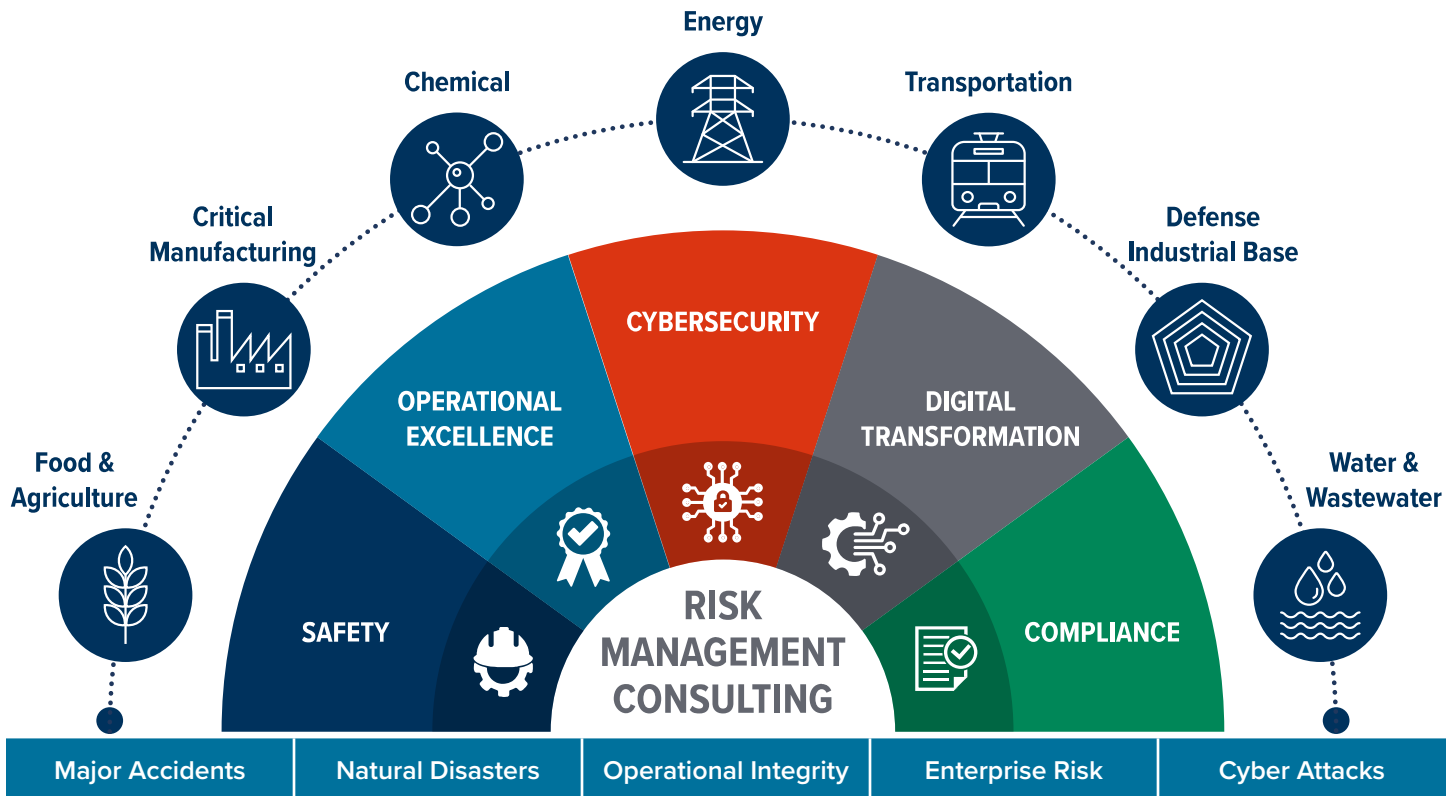 Energy
Chemical
Transportation
Critical
Manufacturing
Defense
Industrial Base
Food &
Agriculture
Water &
Wastewater
SAFETY
OPERATIONAL
EXCELLENCE
CYBERSECURITY
DIGITAL
TRANSFORMATION
COMPLIANCE
RISK
MANAGEMENT
CONSULTING
Major Accidents
Natural Disasters
Operational Integrity
Enterprise Risk
Cyber Attacks